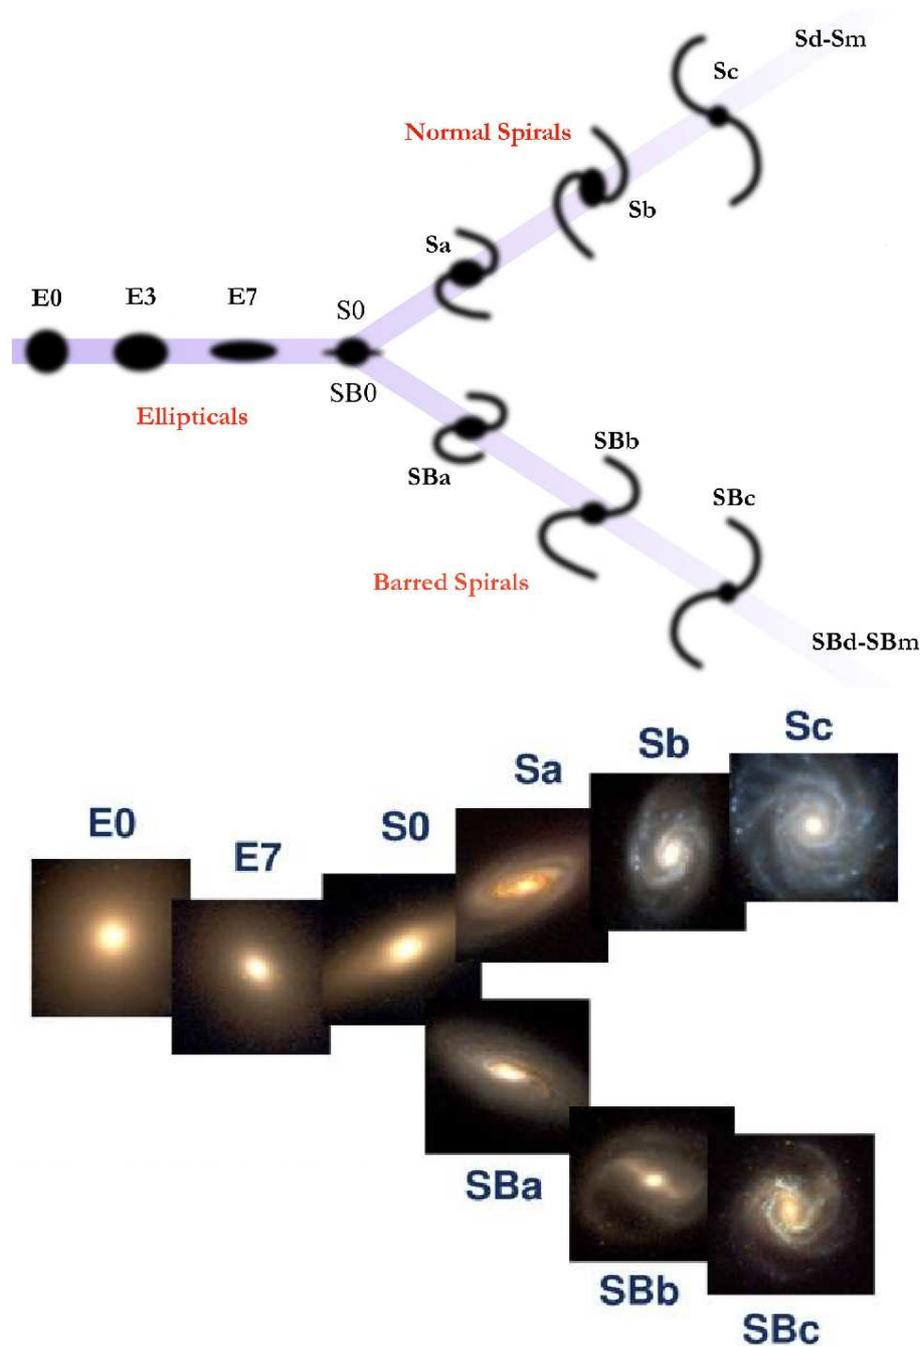 Sd-Sm
Sc
Normal Spirals
Sb
Sa
E0
E3
E7
S0
SB0
Ellipticals
SBb
SBa
SBc
Barred Spirals
SBd-SBm
Sc
Sb
Sa
E0
S0
E7
SBa
SBb
SBc